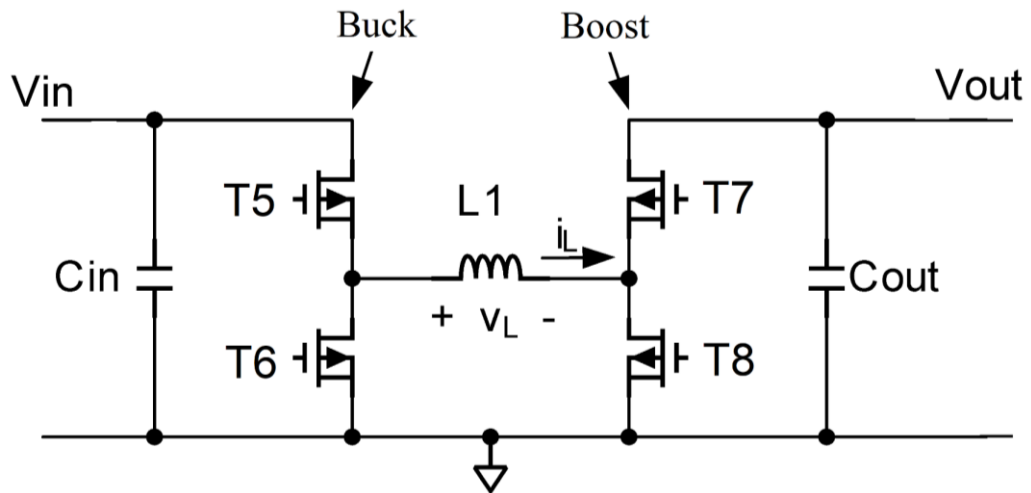 Buck Boost
Vin Vout
T5 L1 T7
iL
Cin Cout
+ vL -
T6 T8